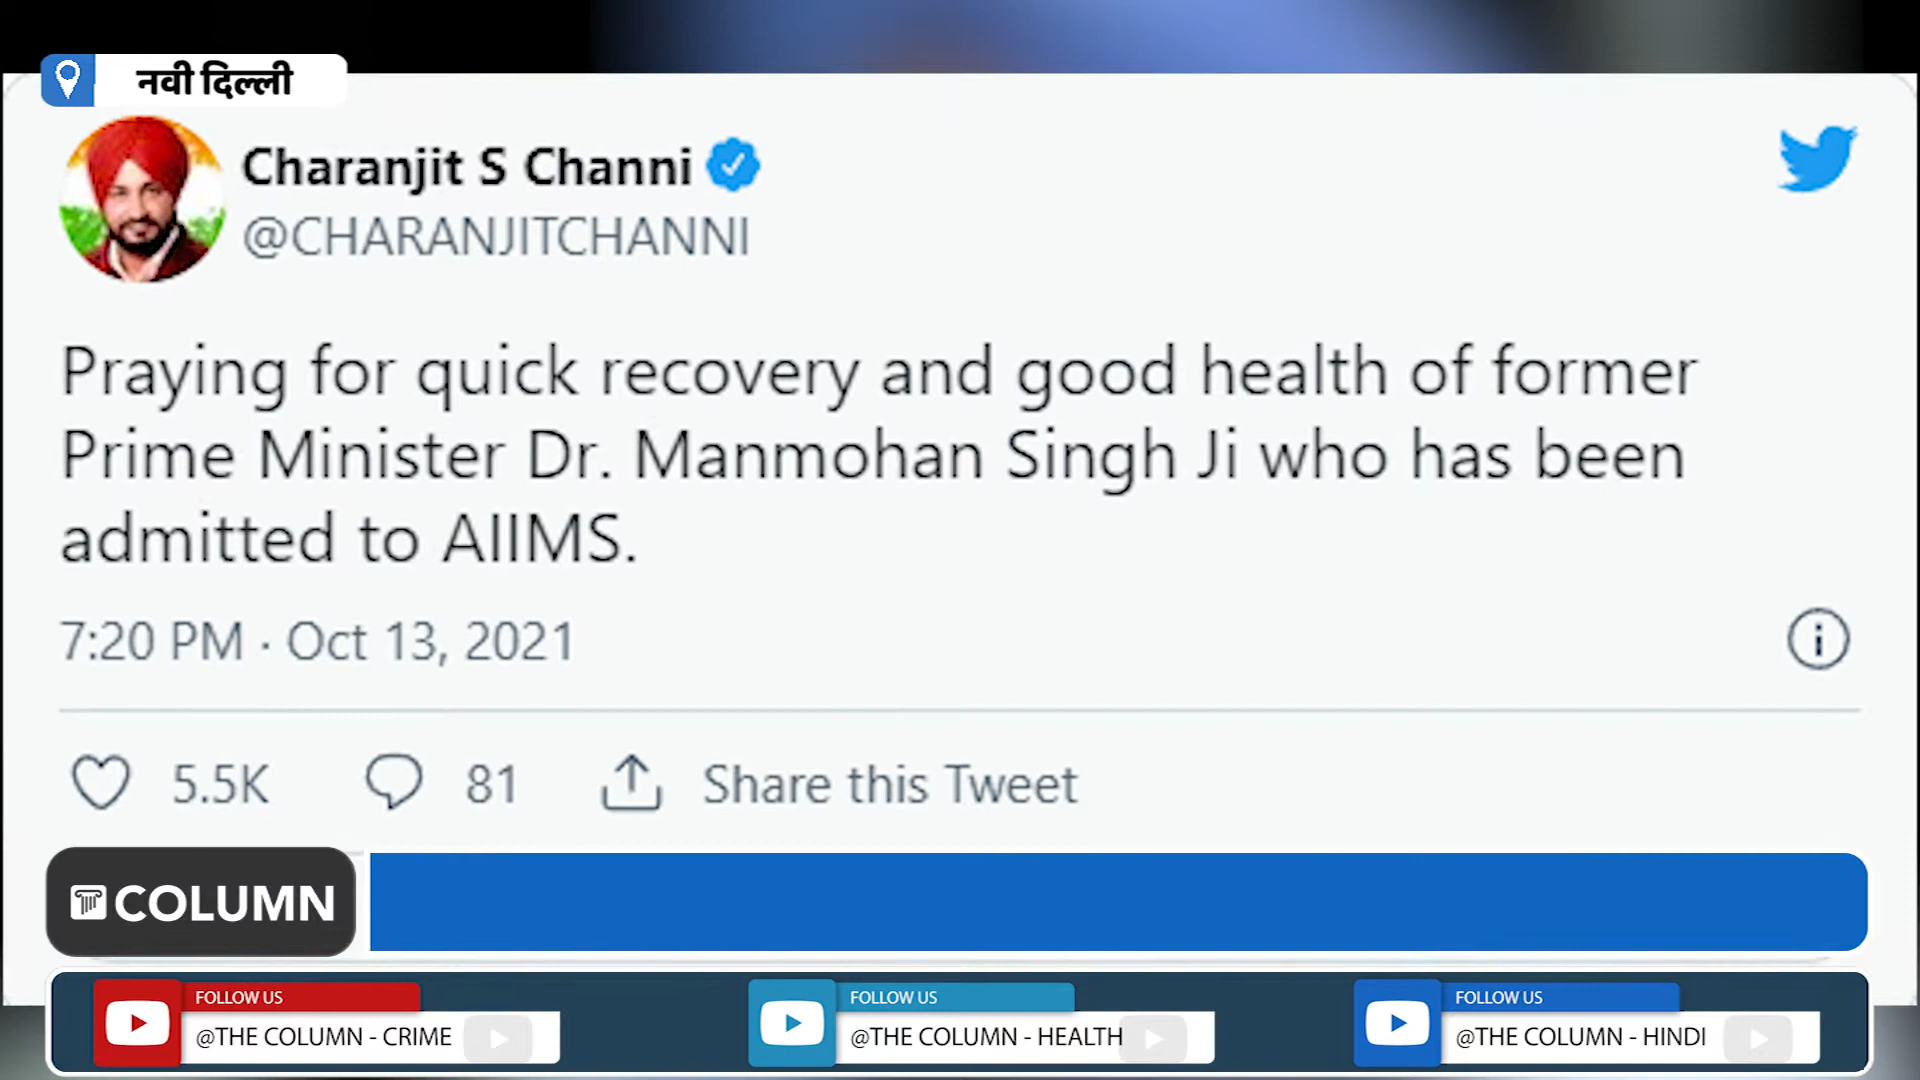 नवी दिल्ली
Charanjit S Channi
@CHARANJITCHANNI
Praying for quick recovery and good health of former
Prime Minister Dr. Manmohan Singh Ji who has been
admitted to AIIMS.
7:20 PM · Oct 13, 2021
5.5K 81 Share this Tweet
COLUMN
FOLLOW US
@THE COLUMN - CRIME
FOLLOW US
@THE COLUMN - HEALTH
FOLLOW US
@THE COLUMN - HINDI